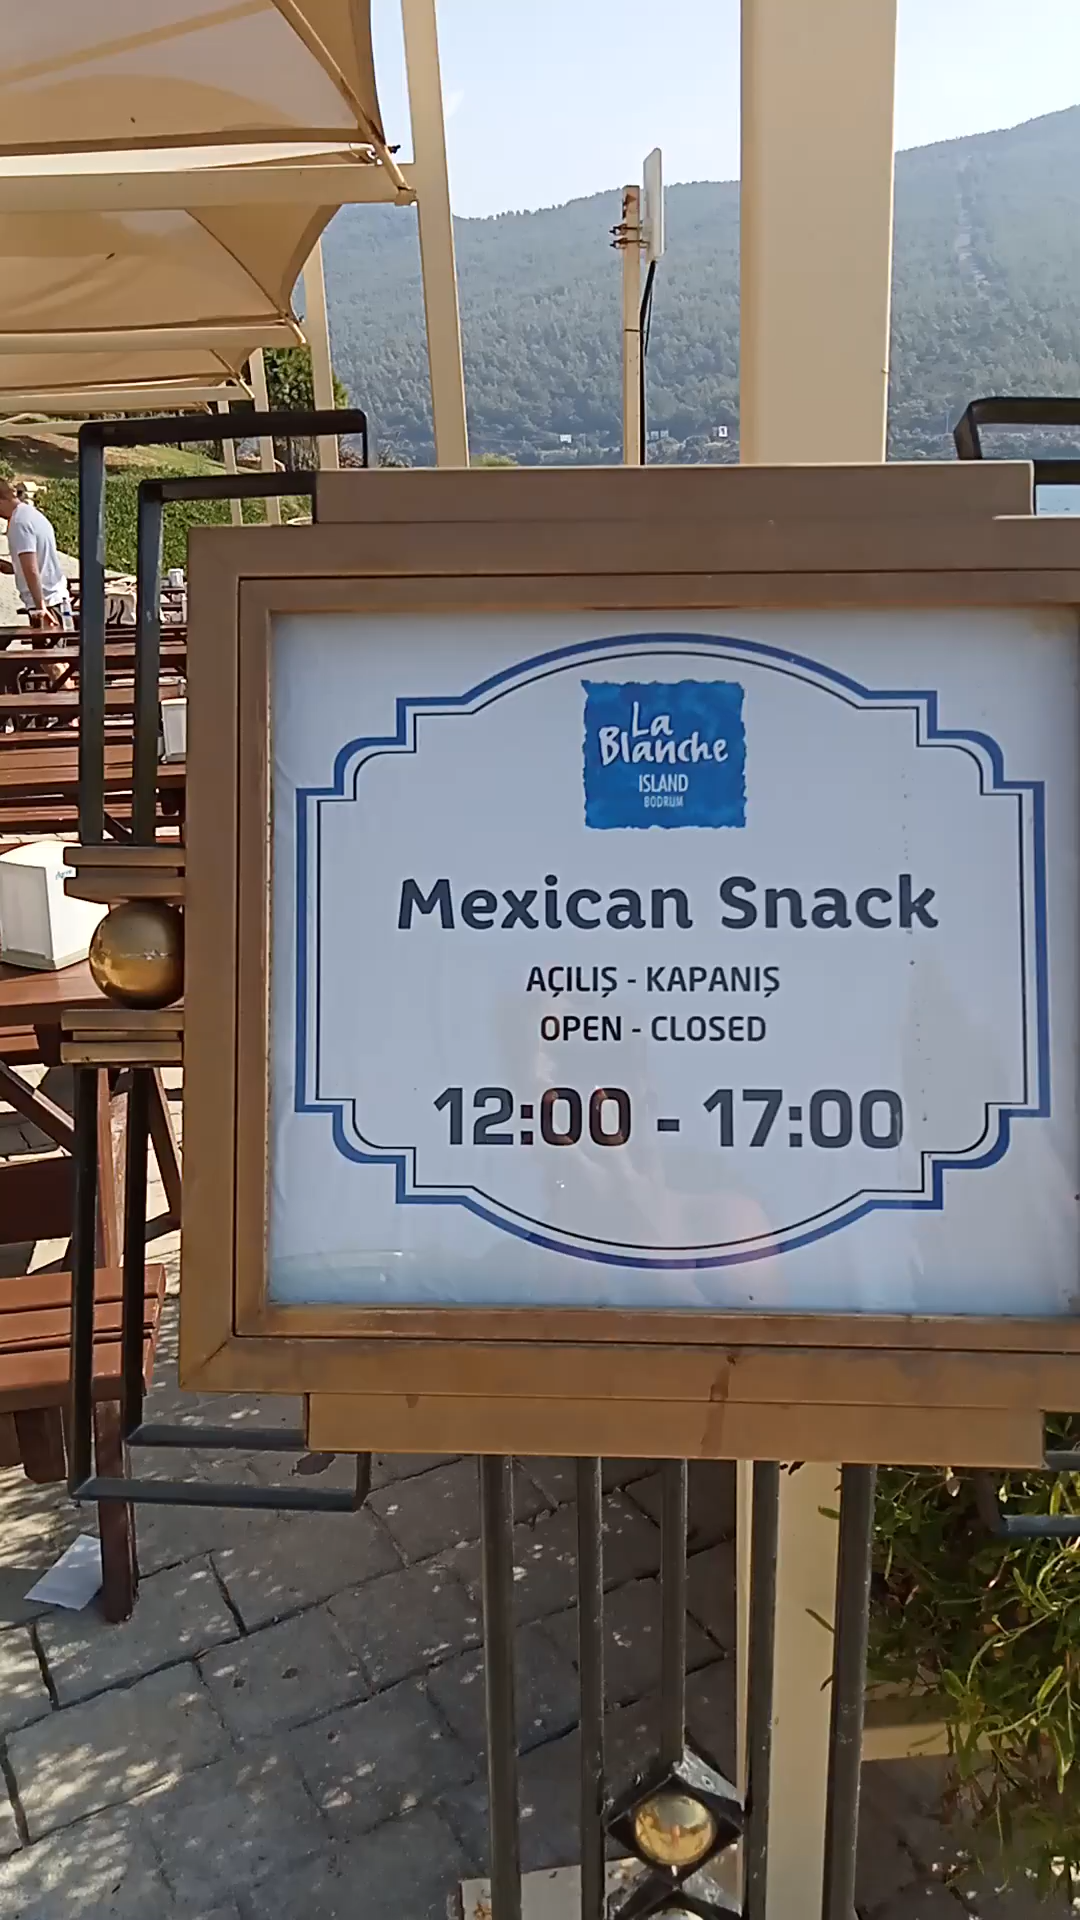 La
Blanche
ISLAND
BODRUM
Mexican Snack
AÇILIŞ - KAPANIŞ
OPEN - CLOSED
12:00 - 17:00